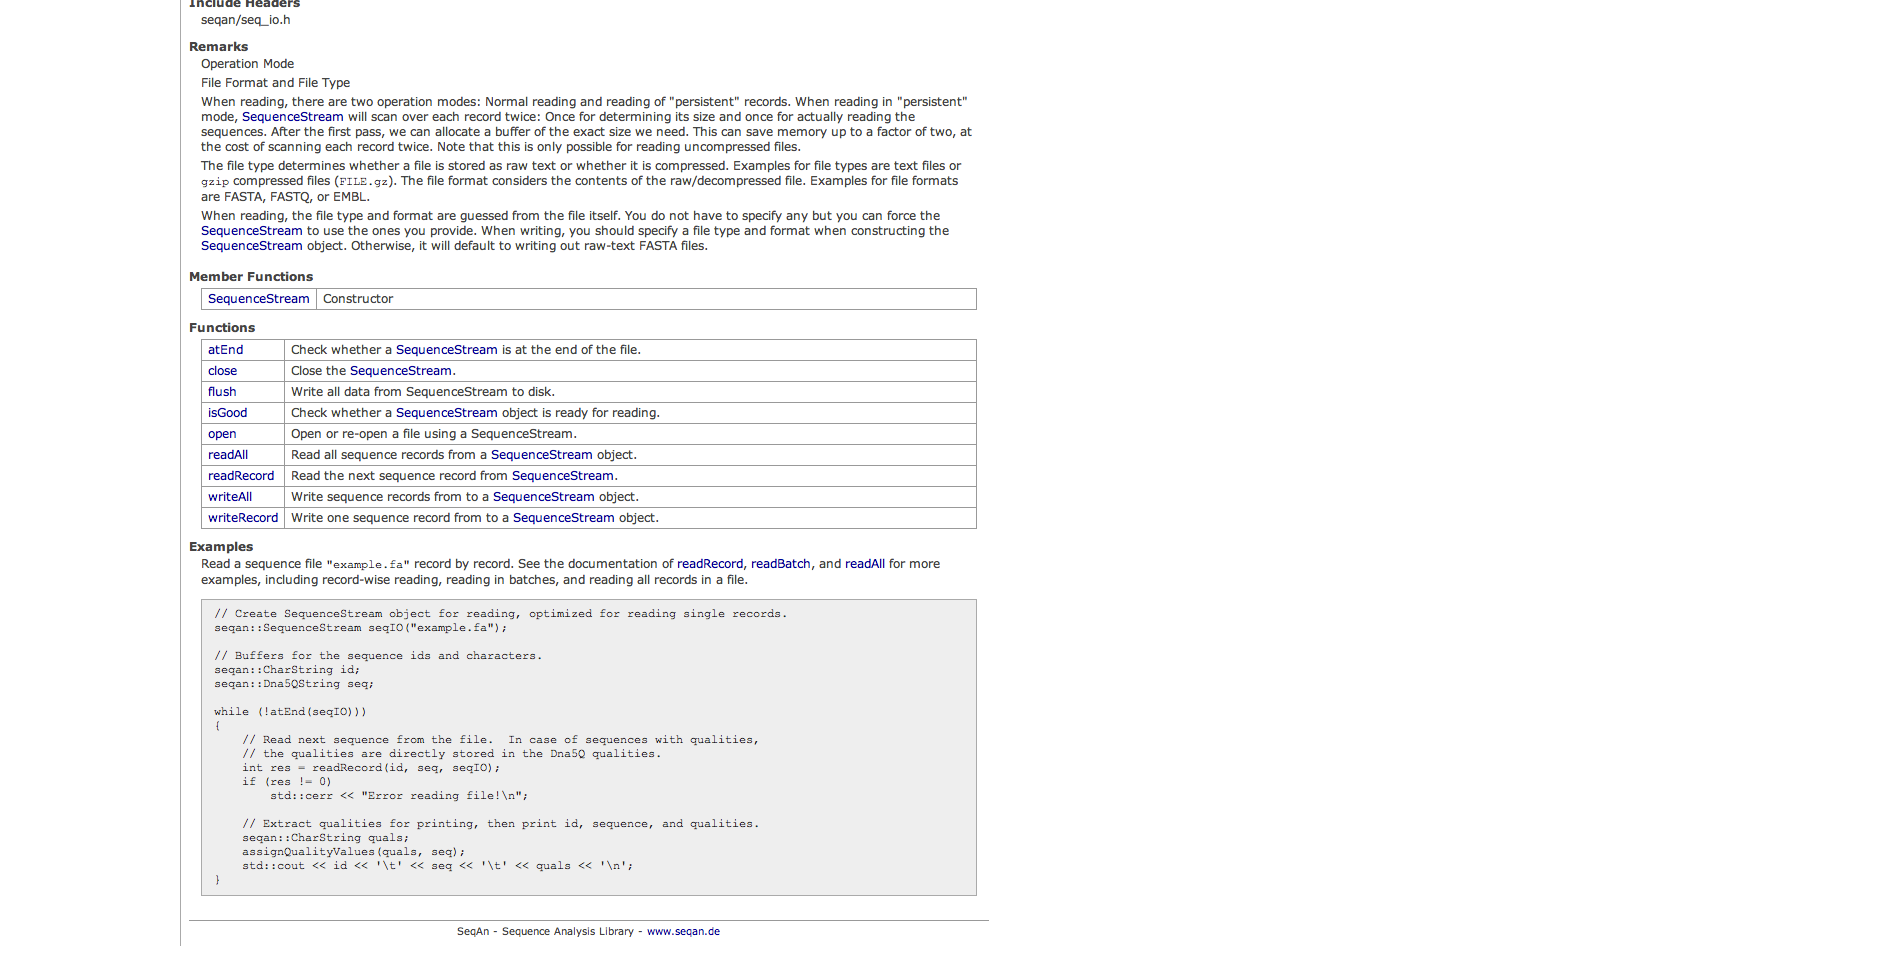 Include Headers
seqan/seq_io.h
Remarks
Operation Mode
File Format and File Type
When reading, there are two operation modes: Normal reading and reading of "persistent" records. When reading in "persistent"
mode, SequenceStream will scan over each record twice: Once for determining its size and once for actually reading the
sequences. After the first pass, we can allocate a buffer of the exact size we need. This can save memory up to a factor of two, at
the cost of scanning each record twice. Note that this is only possible for reading uncompressed files.
The file type determines whether a file is stored as raw text or whether it is compressed. Examples for file types are text files or
gzip compressed files (FILE.gz). The file format considers the contents of the raw/decompressed file. Examples for file formats
are FASTA, FASTQ, or EMBL.
When reading, the file type and format are guessed from the file itself. You do not have to specify any but you can force the
SequenceStream to use the ones you provide. When writing, you should specify a file type and format when constructing the
SequenceStream object. Otherwise, it will default to writing out raw-text FASTA files.
Member Functions
SequenceStream Constructor
Functions
atEnd Check whether a SequenceStream is at the end of the file.
close Close the SequenceStream.
flush Write all data from SequenceStream to disk.
isGood Check whether a SequenceStream object is ready for reading.
open Open or re-open a file using a SequenceStream.
readAll Read all sequence records from a SequenceStream object.
readRecord Read the next sequence record from SequenceStream.
writeAll Write sequence records from to a SequenceStream object.
writeRecord Write one sequence record from to a SequenceStream object.
Examples
Read a sequence file "example.fa" record by record. See the documentation of readRecord, readBatch, and readAll for more
examples, including record-wise reading, reading in batches, and reading all records in a file.
// Create SequenceStream object for reading, optimized for reading single records.
seqan::SequenceStream seqIO("example.fa");
// Buffers for the sequence ids and characters.
seqan::CharString id;
seqan::Dna5QString seq;
while (!atEnd(seqIO)))
{
// Read next sequence from the file.  In case of sequences with qualities,
// the qualities are directly stored in the Dna5Q qualities.
int res = readRecord(id, seq, seqIO);
if (res != 0)
std::cerr << "Error reading file!\n";
// Extract qualities for printing, then print id, sequence, and qualities.
seqan::CharString quals;
assignQualityValues(quals, seq);
std::cout << id << '\t' << seq << '\t' << quals << '\n';
}
SeqAn - Sequence Analysis Library - www.seqan.de